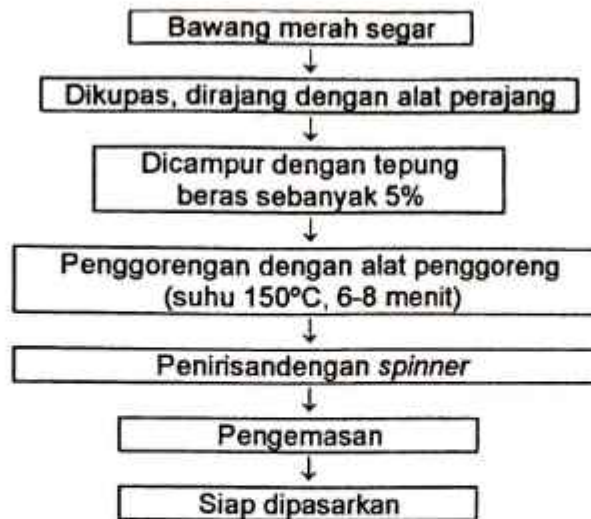 Bawang merah segar
↓
Dikupas, dirajang dengan alat perajang
↓
Dicampur dengan tepung
beras sebanyak 5%
↓
Penggorengan dengan alat penggoreng
(suhu 150ºC, 6-8 menit)
↓
Penirisandengan spinner
↓
Pengemasan
↓
Siap dipasarkan